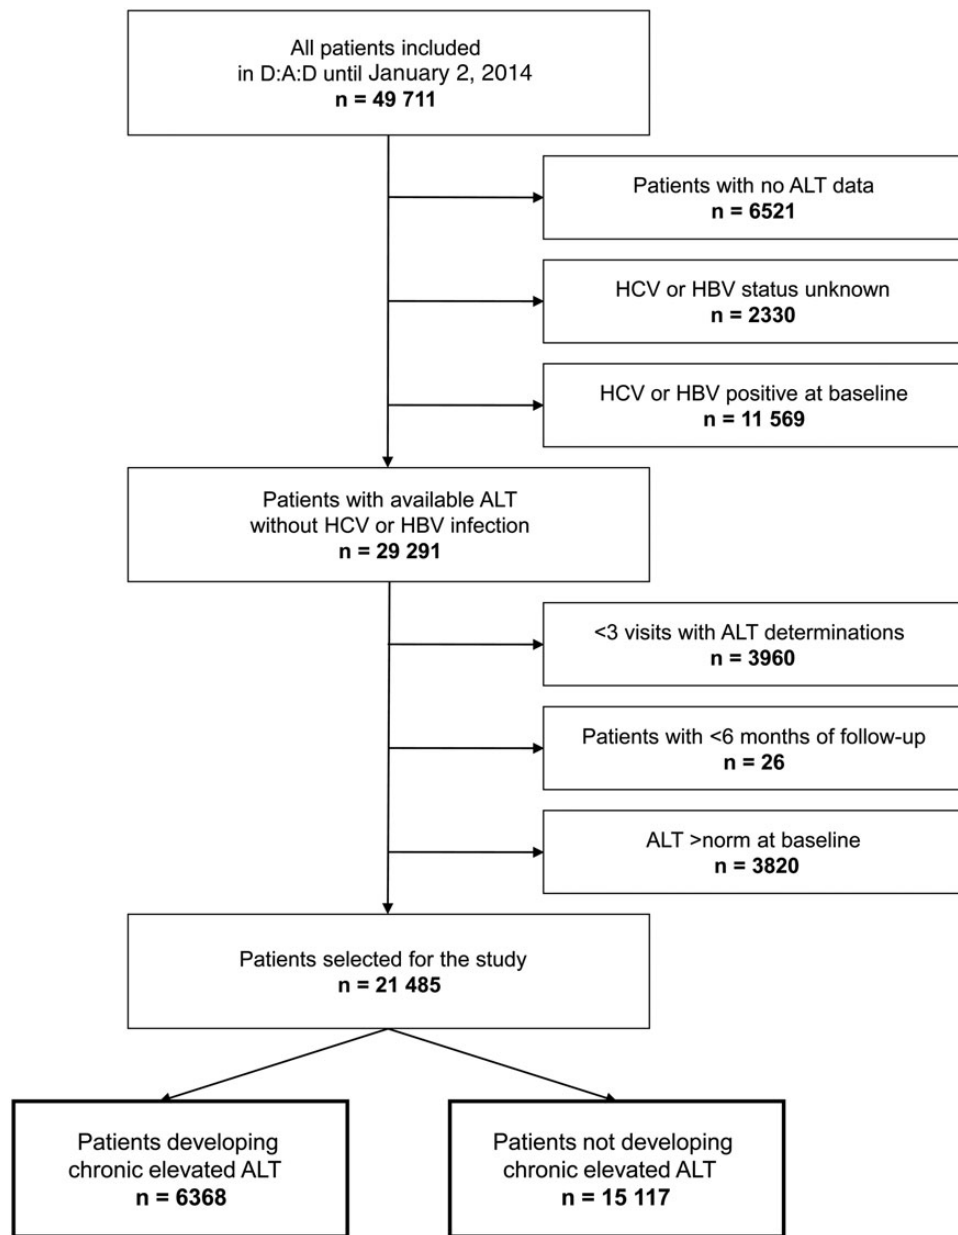 All patients included
in D:A:D until January 2, 2014
n = 49 711
Patients with no ALT data
n = 6521
HCV or HBV status unknown
n = 2330
HCV or HBV positive at baseline
n = 11 569
Patients with available ALT
without HCV or HBV infection
n = 29 291
<3 visits with ALT determinations
n = 3960
Patients with <6 months of follow-up
n = 26
ALT >norm at baseline
n = 3820
Patients selected for the study
n = 21 485
Patients developing
chronic elevated ALT
n = 6368
Patients not developing
chronic elevated ALT
n = 15 117